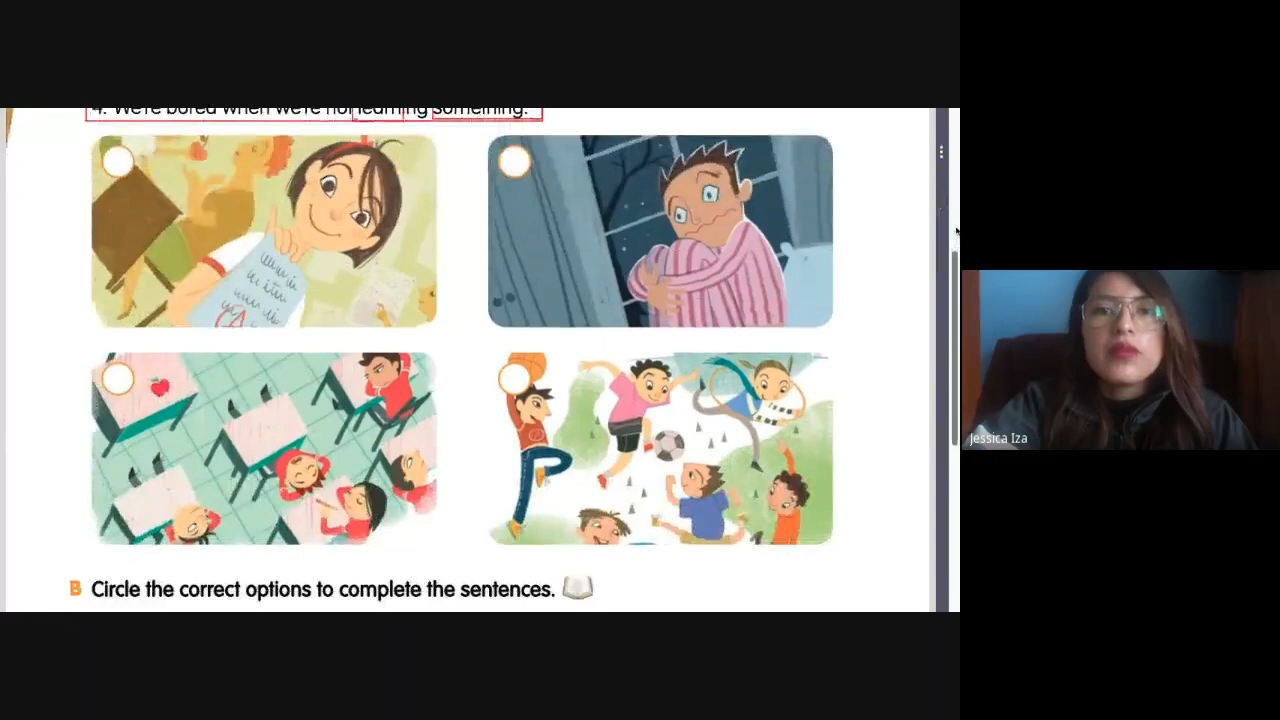 4. We're bored when we're not learning something.
A
B Circle the correct options to complete the sentences.
Jessica Iza